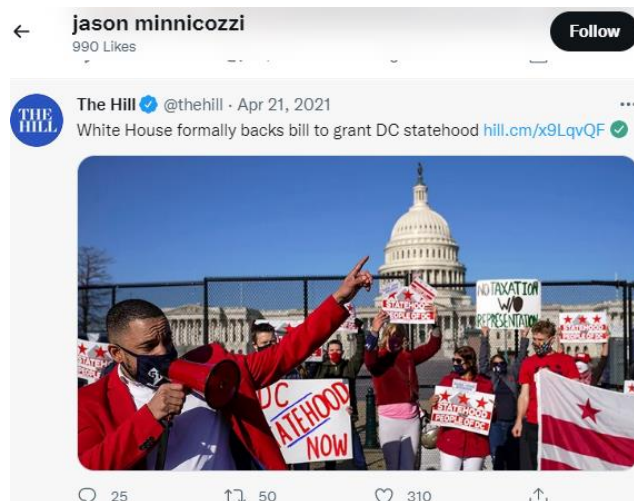 jason minnicozzi
990 Likes
Follow
THE
HILL
The Hill @thehill · Apr 21, 2021
White House formally backs bill to grant DC statehood hill.cm/x9LqvQF
NO TAXATION
W/O
REPRESENTATION
STATEHOOD
PEOPLE OF DC
STATEHOOD
PEOPLE OF DC
DC
STATEHOOD
NOW
STATEHOOD
PEOPLE OF DC
25 50 310